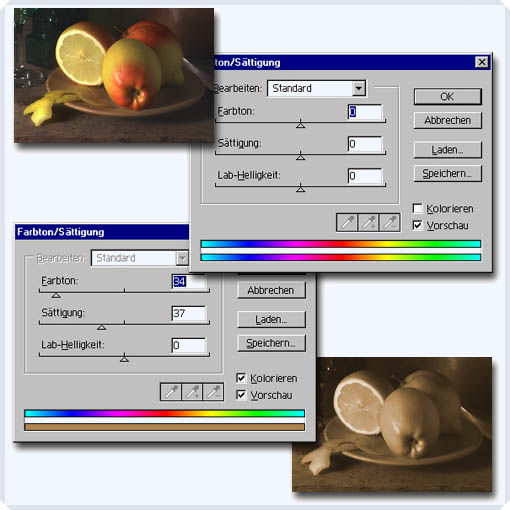 rbton/Sättigung
Bearbeiten: Standard
Farbton: 0
Sättigung: 0
Lab-Helligkeit: 0
OK
Abbrechen
Laden...
Speichern...
Kolorieren
Vorschau
Farbton/Sättigung
Bearbeiten: Standard
Farbton: 34
Sättigung: 37
Lab-Helligkeit: 0
Abbrechen
Laden...
Speichern...
Kolorieren
Vorschau